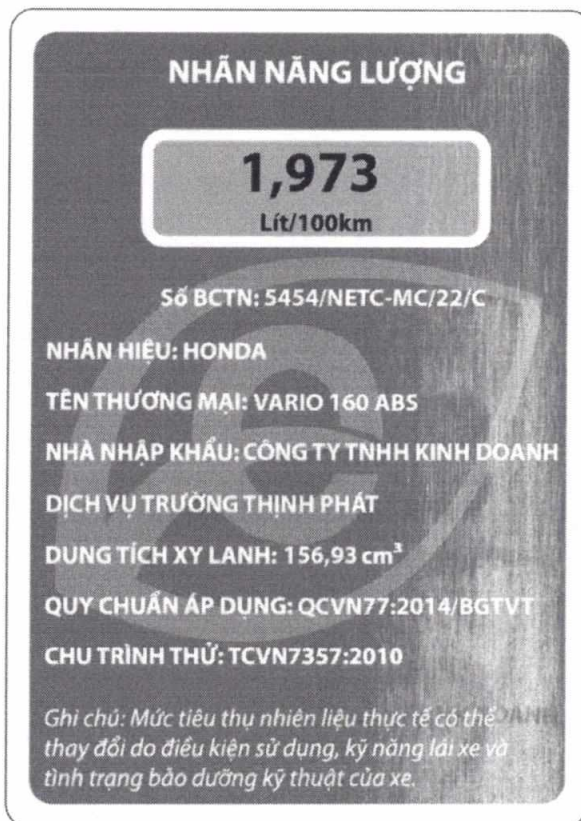 NHÃN NĂNG LƯỢNG
1,973
Lít/100km
Số BCTN: 5454/NETC-MC/22/C
NHÃN HIỆU: HONDA
TÊN THƯƠNG MẠI: VARIO 160 ABS
NHÀ NHẬP KHẨU: CÔNG TY TNHH KINH DOANH
DỊCH VỤ TRƯỜNG THỊNH PHÁT
DUNG TÍCH XY LANH: 156,93 cm³
QUY CHUẨN ÁP DỤNG: QCVN77:2014/BGTVT
CHU TRÌNH THỬ: TCVN7357:2010
Ghi chú: Mức tiêu thụ nhiên liệu thực tế có thể
thay đổi do điều kiện sử dụng, kỹ năng lái xe và
tình trạng bảo dưỡng kỹ thuật của xe.